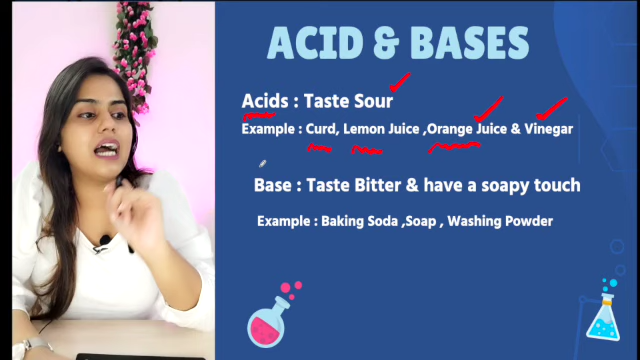 ACID & BASES
Acids : Taste Sour
Example : Curd, Lemon Juice ,Orange Juice & Vinegar
Base : Taste Bitter & have a soapy touch
Example : Baking Soda ,Soap , Washing Powder